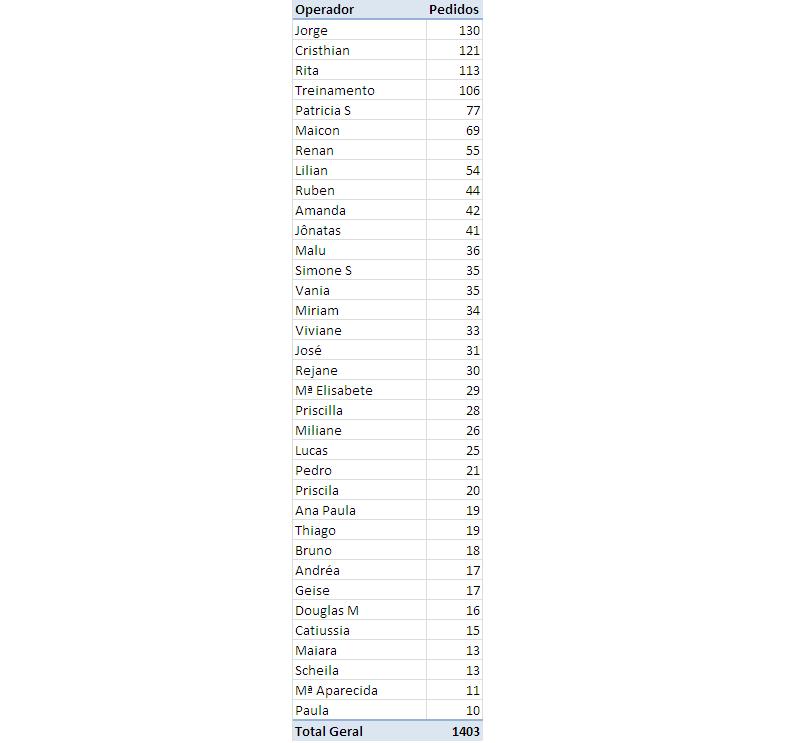 Operador Pedidos
Jorge 130
Cristhian 121
Rita 113
Treinamento 106
Patricia S 77
Maicon 69
Renan 55
Lilian 54
Ruben 44
Amanda 42
Jônatas 41
Malu 36
Simone S 35
Vania 35
Miriam 34
Viviane 33
José 31
Rejane 30
Mª Elisabete 29
Priscilla 28
Miliane 26
Lucas 25
Pedro 21
Priscila 20
Ana Paula 19
Thiago 19
Bruno 18
Andréa 17
Geise 17
Douglas M 16
Catiussia 15
Maiara 13
Scheila 13
Mª Aparecida 11
Paula 10
Total Geral 1403